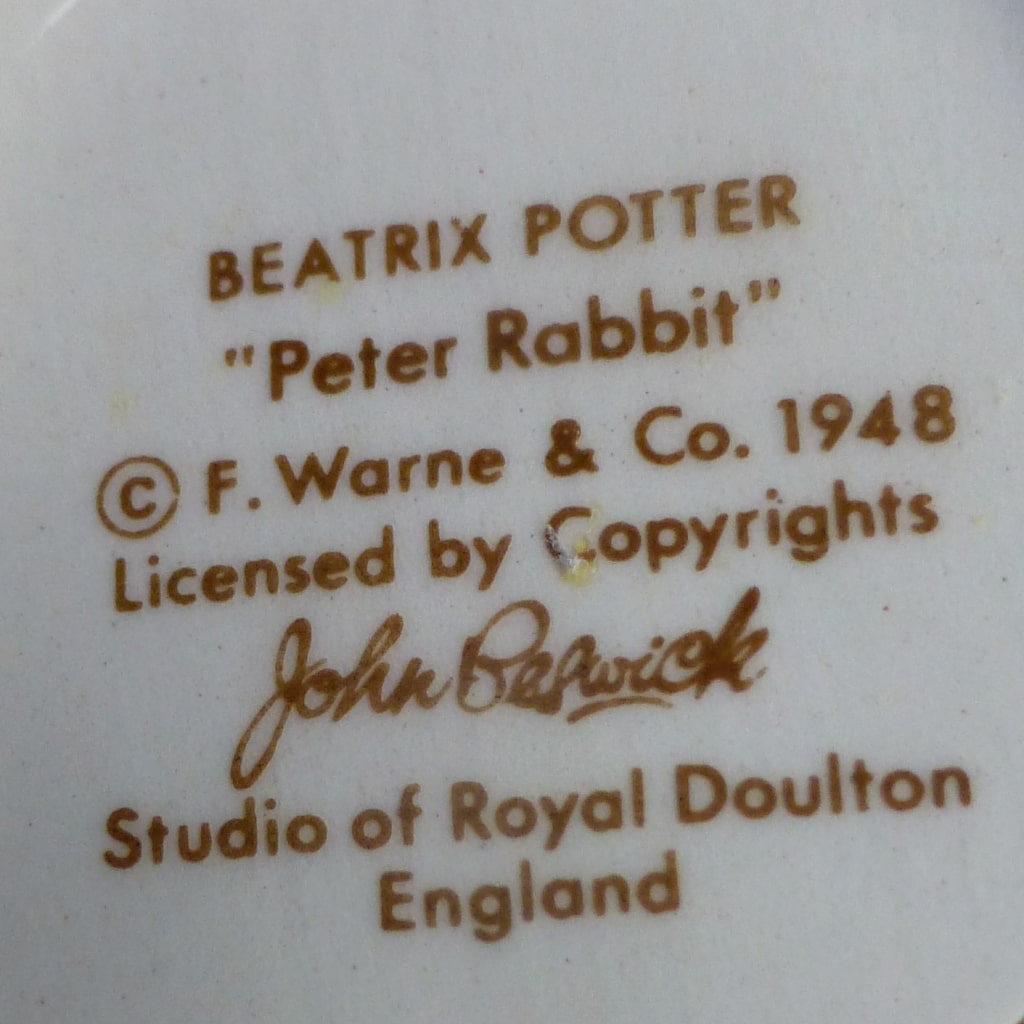 BEATRIX POTTER
"Peter Rabbit"
© F. Warne & Co. 1948
Licensed by Copyrights
John Beswick
Studio of Royal Doulton
England